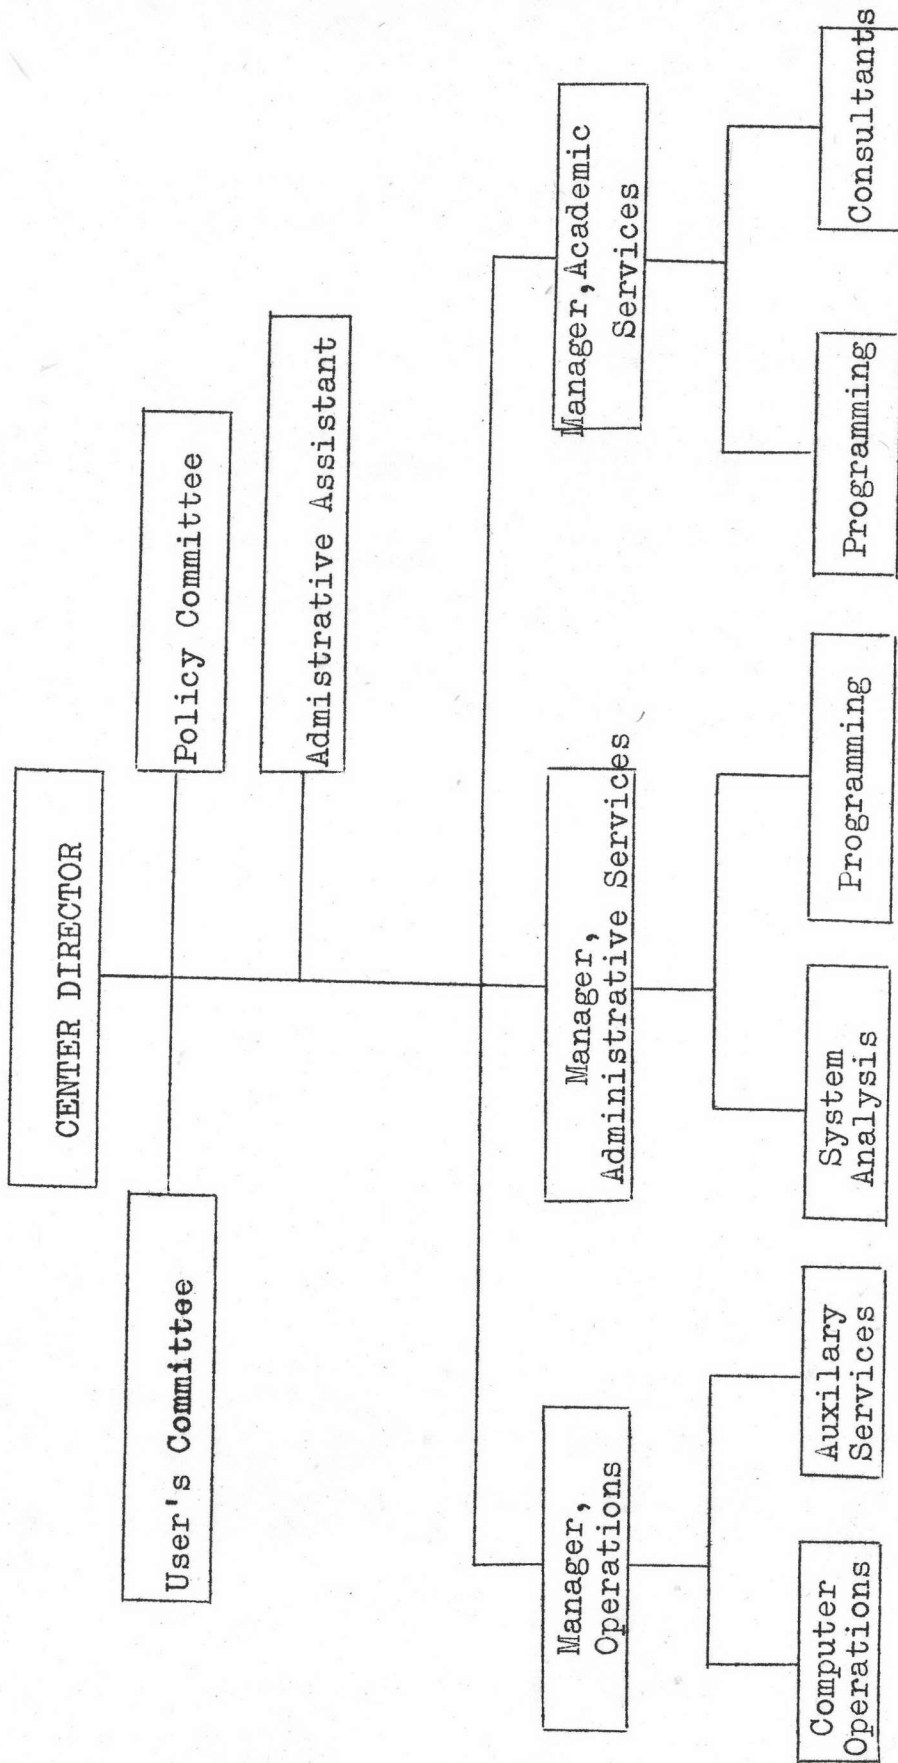 CENTER DIRECTOR
User's Committee
Policy Committee
Admistrative Assistant
Manager,
Operations
Manager,
Administrative Services
Manager,Academic
Services
Computer
Operations
Auxilary
Services
System
Analysis
Programming
Programming
Consultants